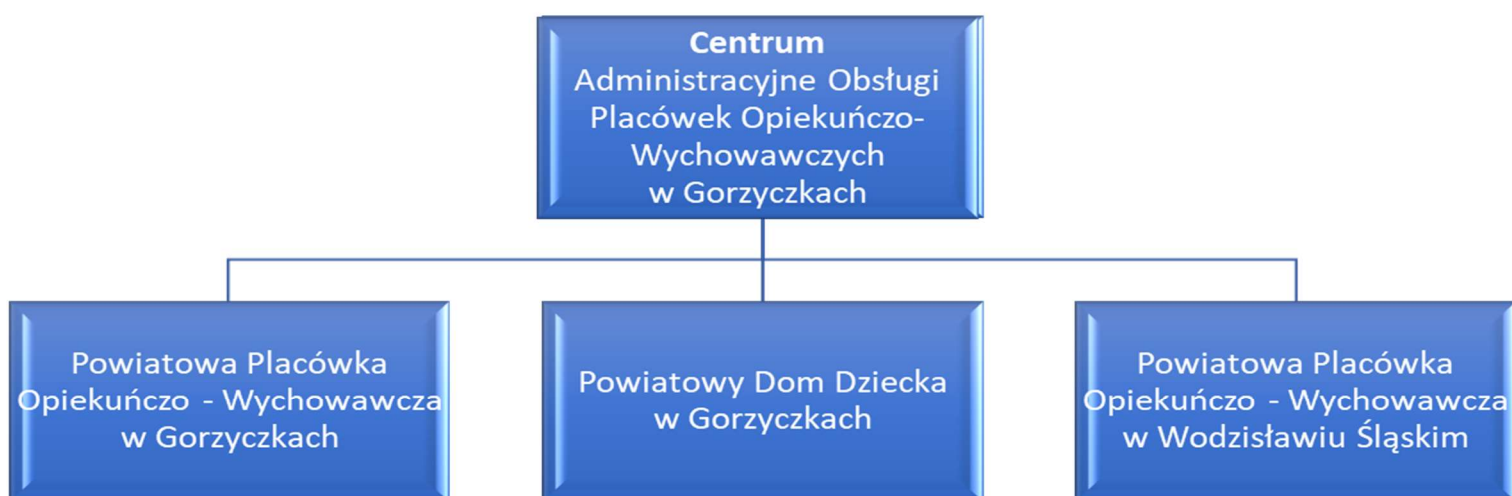 Centrum
Administracyjne Obsługi
Placówek Opiekuńczo-
Wychowawczych
w Gorzyczkach
Powiatowa Placówka
Opiekuńczo - Wychowawcza
w Gorzyczkach
Powiatowy Dom Dziecka
w Gorzyczkach
Powiatowa Placówka
Opiekuńczo - Wychowawcza
w Wodzisławiu Śląskim